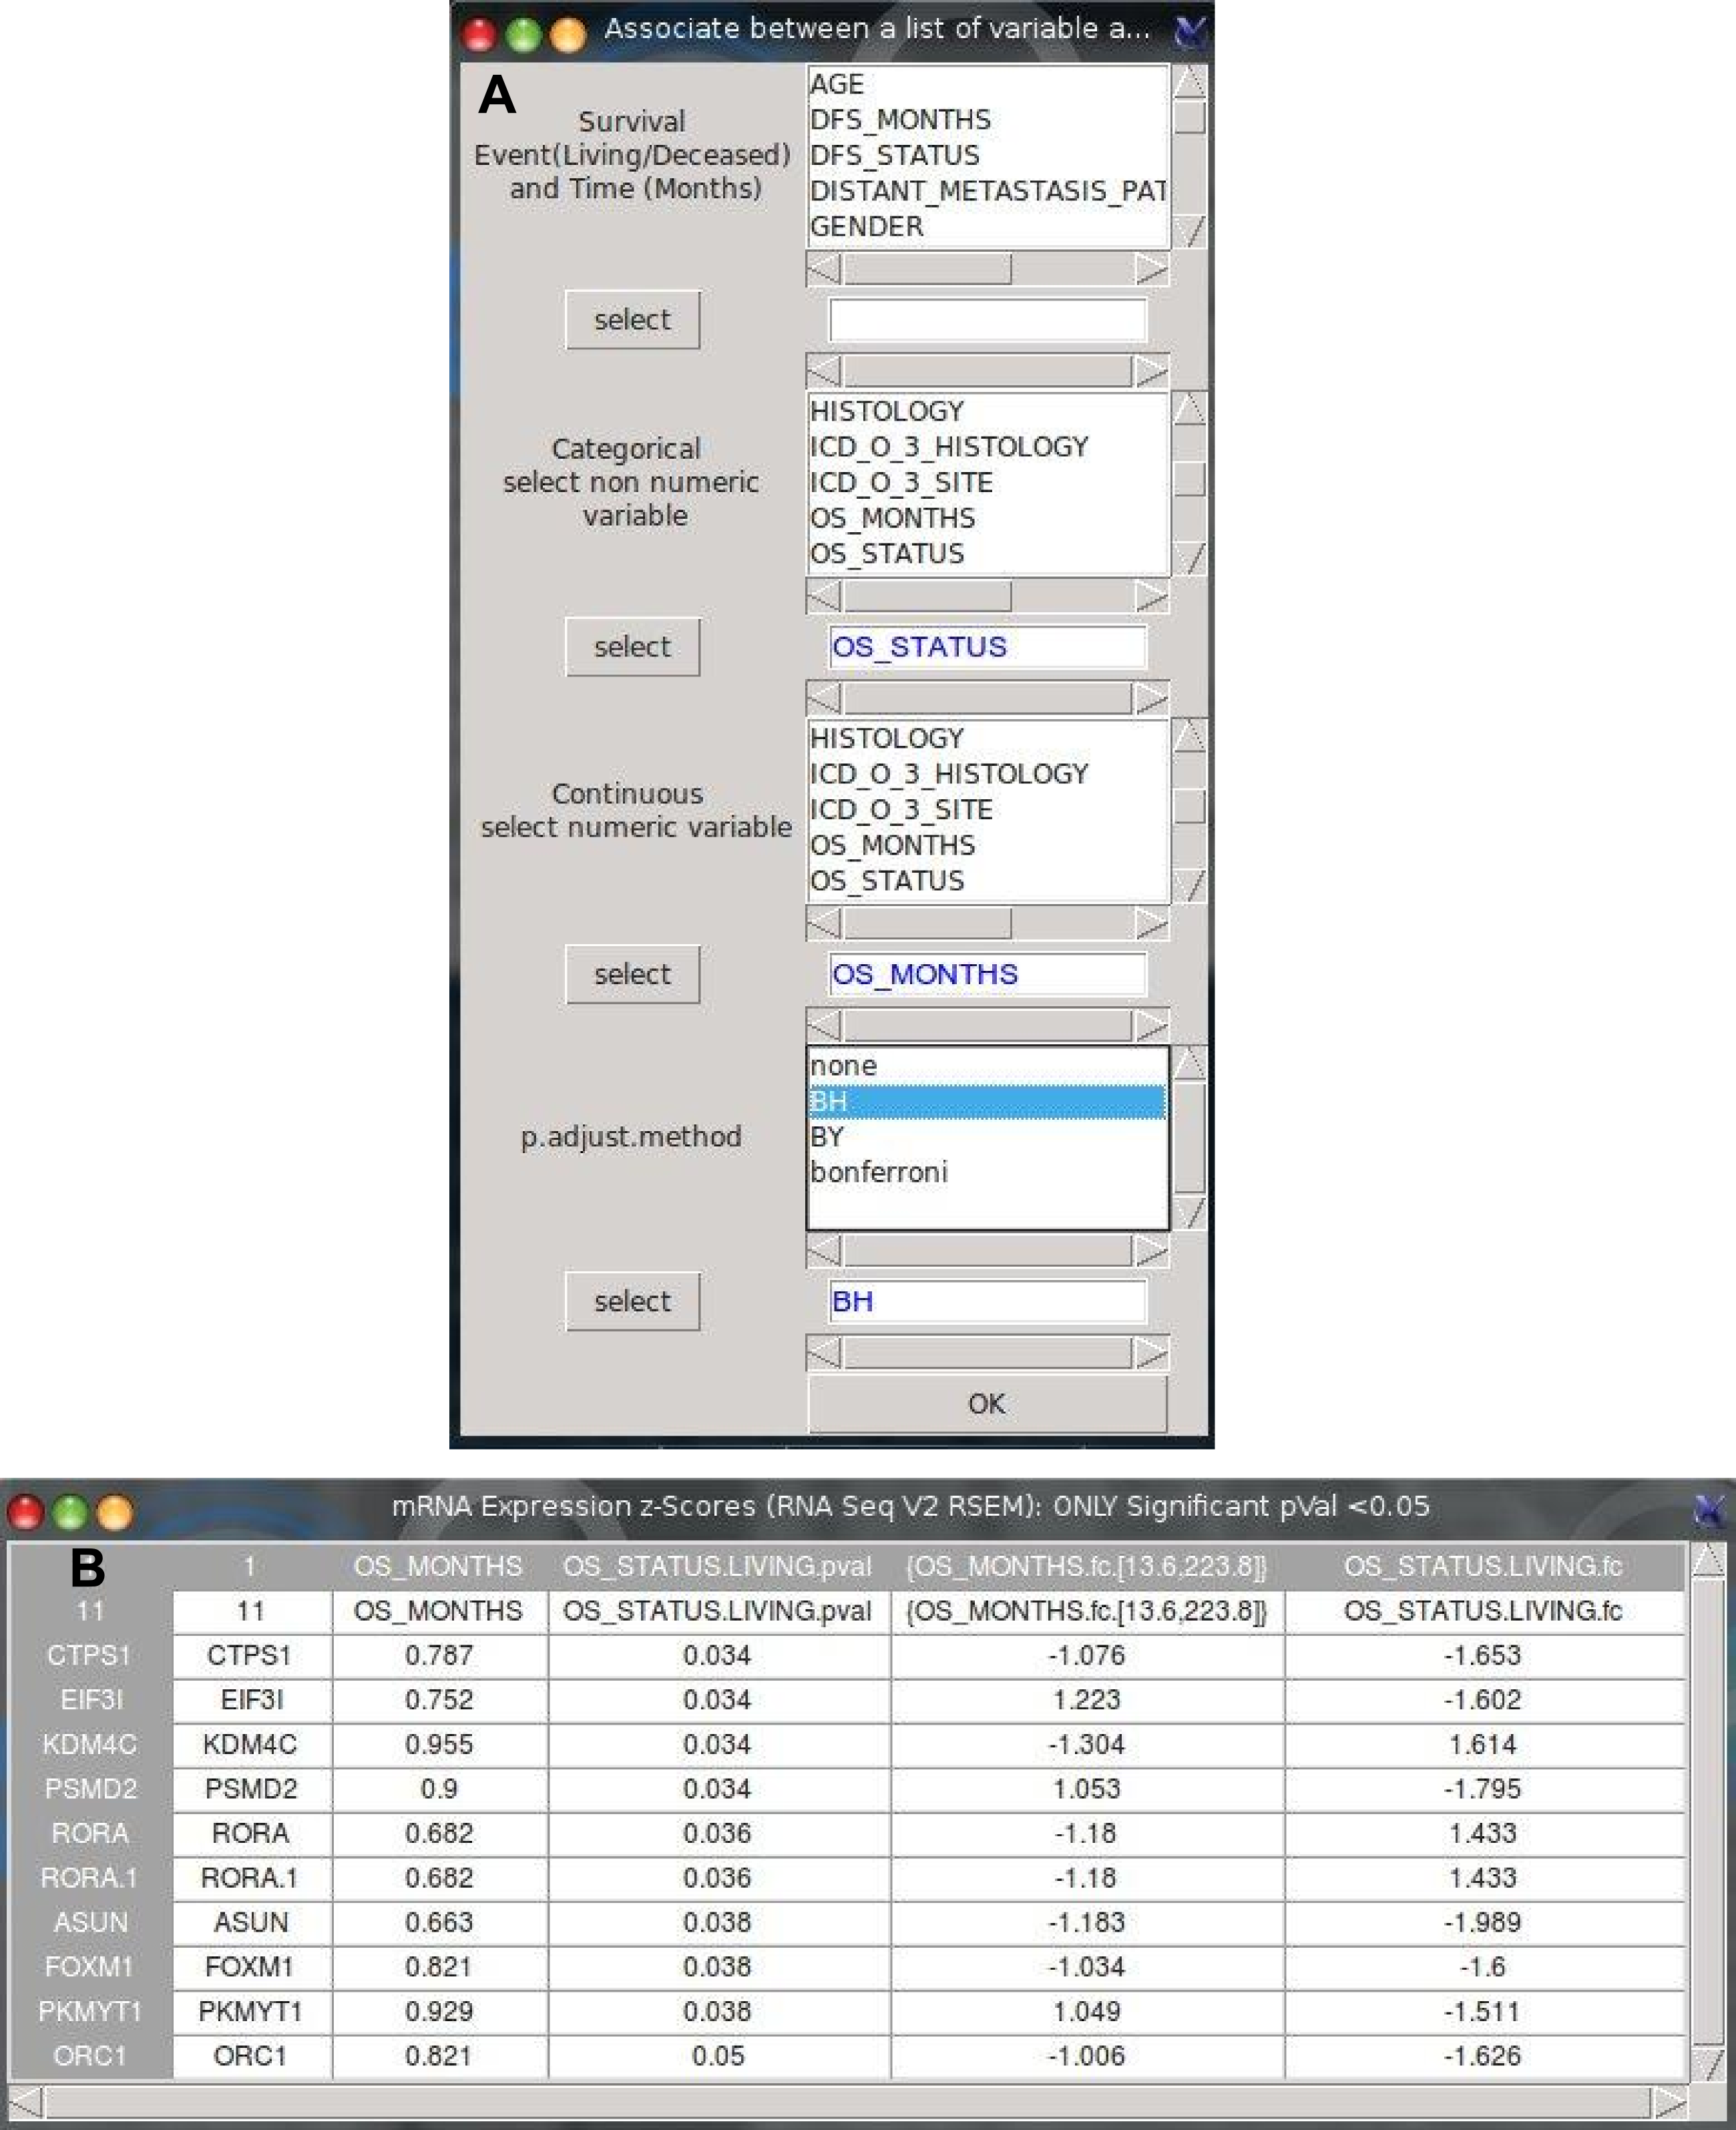 Associate between a list of variable a...
A
Survival
Event(Living/Deceased)
and Time (Months)
AGE
DFS_MONTHS
DFS_STATUS
DISTANT_METASTASIS_PAT
GENDER
select
Categorical
select non numeric
variable
HISTOLOGY
ICD_O_3_HISTOLOGY
ICD_O_3_SITE
OS_MONTHS
OS_STATUS
select OS_STATUS
Continuous
select numeric variable
HISTOLOGY
ICD_O_3_HISTOLOGY
ICD_O_3_SITE
OS_MONTHS
OS_STATUS
select OS_MONTHS
p.adjust.method
none
BH
BY
bonferroni
select BH
OK
mRNA Expression z-Scores (RNA Seq V2 RSEM): ONLY Significant pVal <0.05
B 1 OS_MONTHS OS_STATUS.LIVING.pval {OS_MONTHS.fc.[13.6,223.8]} OS_STATUS.LIVING.fc
11 11 OS_MONTHS OS_STATUS.LIVING.pval {OS_MONTHS.fc.[13.6,223.8]} OS_STATUS.LIVING.fc
CTPS1 CTPS1 0.787 0.034 -1.076 -1.653
EIF3I EIF3I 0.752 0.034 1.223 -1.602
KDM4C KDM4C 0.955 0.034 -1.304 1.614
PSMD2 PSMD2 0.9 0.034 1.053 -1.795
RORA RORA 0.682 0.036 -1.18 1.433
RORA.1 RORA.1 0.682 0.036 -1.18 1.433
ASUN ASUN 0.663 0.038 -1.183 -1.989
FOXM1 FOXM1 0.821 0.038 -1.034 -1.6
PKMYT1 PKMYT1 0.929 0.038 1.049 -1.511
ORC1 ORC1 0.821 0.05 -1.006 -1.626